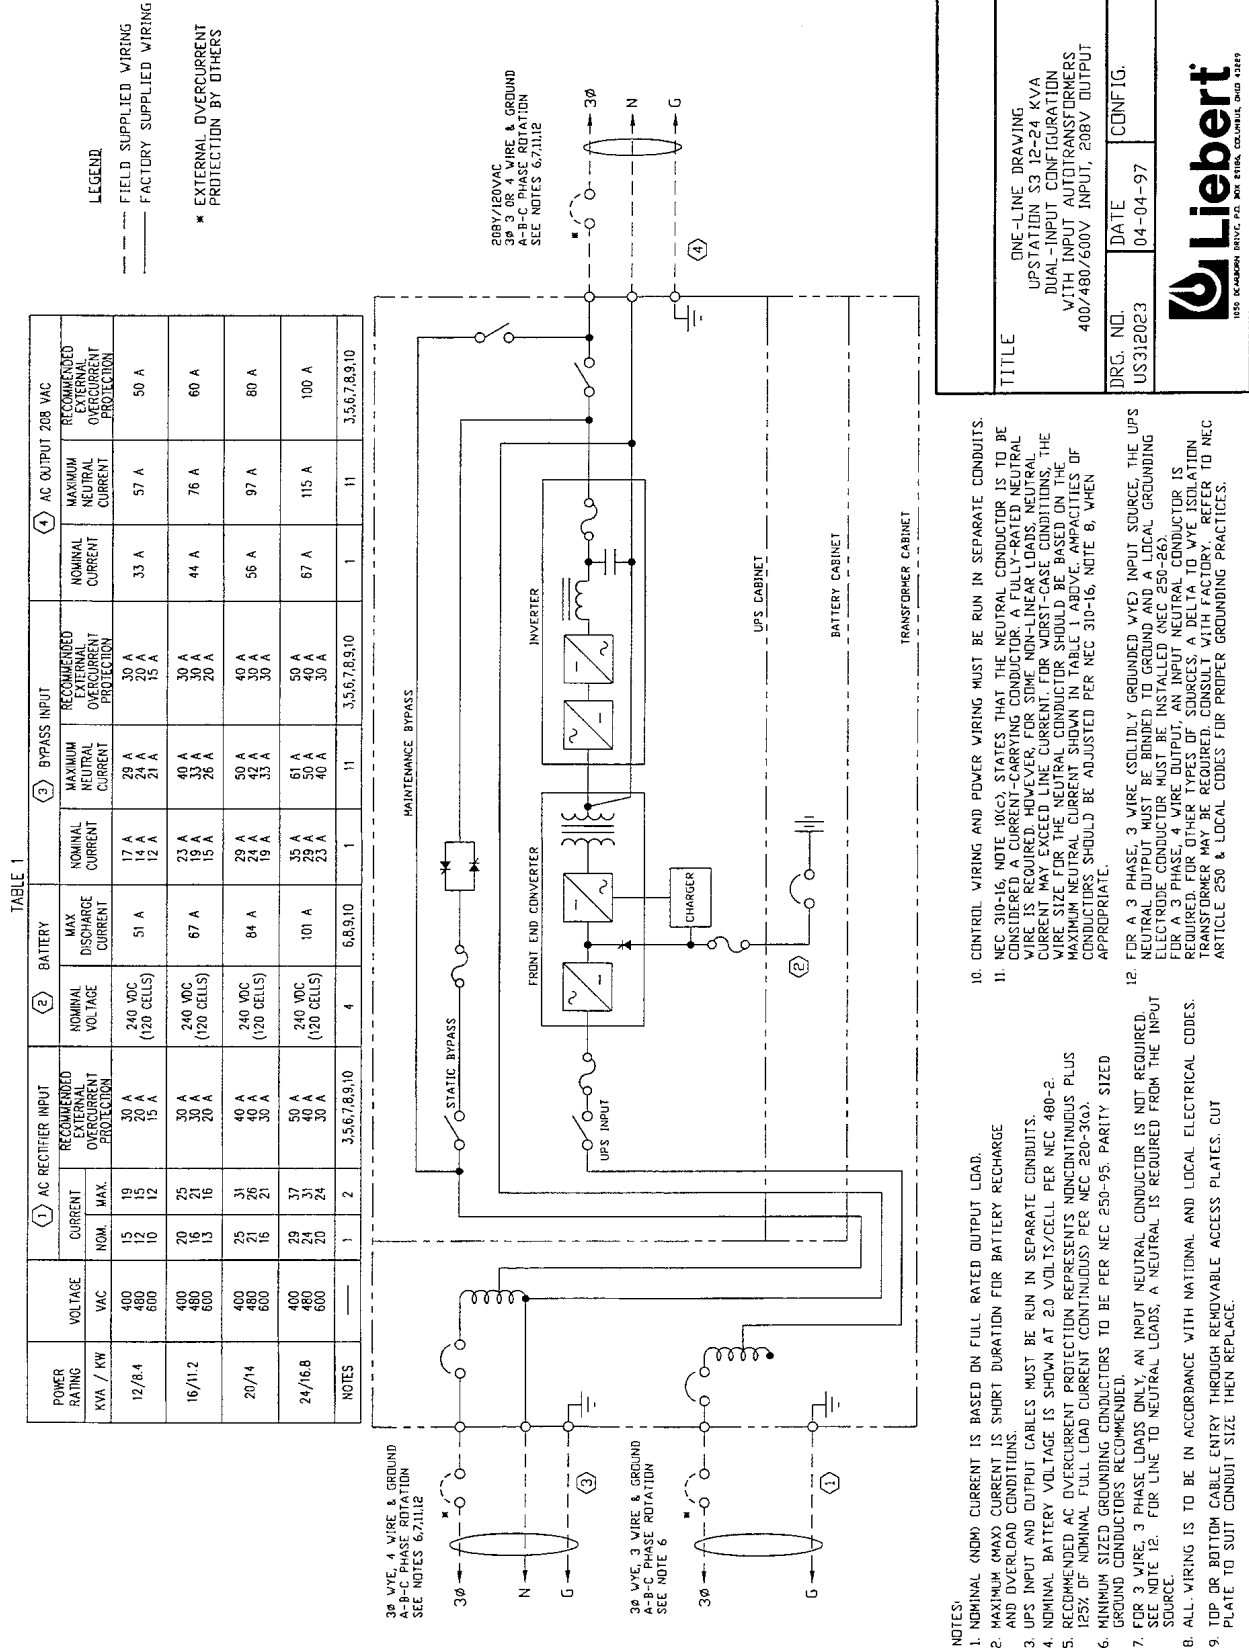 LEGEND
FIELD SUPPLIED WIRING
FACTORY SUPPLIED WIRING
* EXTERNAL OVERCURRENT
PROTECTION BY OTHERS
TABLE 1
POWER RATING KVA / KW | VOLTAGE VAC | 1 AC RECTIFIER INPUT | 2 BATTERY | 3 BYPASS INPUT | 4 AC OUTPUT 208 VAC
CURRENT NOM. | MAX. | RECOMMENDED EXTERNAL OVERCURRENT PROTECTION | NOMINAL VOLTAGE | MAX DISCHARGE CURRENT | NOMINAL CURRENT | MAXIMUM NEUTRAL CURRENT | RECOMMENDED EXTERNAL OVERCURRENT PROTECTION | NOMINAL CURRENT | MAXIMUM NEUTRAL CURRENT | RECOMMENDED EXTERNAL OVERCURRENT PROTECTION
12/8.4 | 400 480 600 | 15 12 10 | 19 15 12 | 30 A 20 A 15 A | 240 VDC (120 CELLS) | 51 A | 17 A 14 A 12 A | 29 A 24 A 21 A | 30 A 20 A 15 A | 33 A | 57 A | 50 A
16/11.2 | 400 480 600 | 20 16 13 | 25 21 16 | 30 A 30 A 20 A | 240 VDC (120 CELLS) | 67 A | 23 A 19 A 15 A | 40 A 33 A 26 A | 30 A 30 A 20 A | 44 A | 76 A | 60 A
20/14 | 400 480 600 | 25 21 16 | 31 26 21 | 40 A 40 A 30 A | 240 VDC (120 CELLS) | 84 A | 29 A 24 A 19 A | 50 A 42 A 33 A | 40 A 30 A 30 A | 56 A | 97 A | 80 A
24/16.8 | 400 480 600 | 29 24 20 | 37 31 24 | 50 A 40 A 30 A | 240 VDC (120 CELLS) | 101 A | 35 A 29 A 23 A | 61 A 50 A 40 A | 50 A 40 A 30 A | 67 A | 115 A | 100 A
NOTES | — | 1 | 2 | 3,5,6,7,8,9,10 | 4 | 6,8,9,10 | 1 | 11 | 3,5,6,7,8,9,10 | 1 | 11 | 3,5,6,7,8,9,10
3ø WYE, 4 WIRE & GROUND
A-B-C PHASE ROTATION
SEE NOTES 6,7,11,12
3ø
*
N
G
3
3ø WYE, 3 WIRE & GROUND
A-B-C PHASE ROTATION
SEE NOTE 6
3ø
*
G
1
MAINTENANCE BYPASS
STATIC BYPASS
UPS INPUT
FRONT END CONVERTER
CHARGER
INVERTER
2
UPS CABINET
BATTERY CABINET
TRANSFORMER CABINET
208Y/120VAC
3ø 3 OR 4 WIRE & GROUND
A-B-C PHASE ROTATION
SEE NOTES 6,7,11,12
*
3ø
N
G
4
NOTES:
1. NOMINAL (NOM) CURRENT IS BASED ON FULL RATED OUTPUT LOAD.
2. MAXIMUM (MAX) CURRENT IS SHORT DURATION FOR BATTERY RECHARGE
AND OVERLOAD CONDITIONS.
3. UPS INPUT AND OUTPUT CABLES MUST BE RUN IN SEPARATE CONDUITS.
4. NOMINAL BATTERY VOLTAGE IS SHOWN AT 2.0 VOLTS/CELL PER NEC 480-2.
5. RECOMMENDED AC OVERCURRENT PROTECTION REPRESENTS NONCONTINUOUS PLUS
125% OF NOMINAL FULL LOAD CURRENT (CONTINUOUS) PER NEC 220-3(a).
6. MINIMUM SIZED GROUNDING CONDUCTORS TO BE PER NEC 250-95. PARITY SIZED
GROUND CONDUCTORS RECOMMENDED.
7. FOR 3 WIRE, 3 PHASE LOADS ONLY, AN INPUT NEUTRAL CONDUCTOR IS NOT REQUIRED.
SEE NOTE 12. FOR LINE TO NEUTRAL LOADS, A NEUTRAL IS REQUIRED FROM THE INPUT
SOURCE.
8. ALL WIRING IS TO BE IN ACCORDANCE WITH NATIONAL AND LOCAL ELECTRICAL CODES.
9. TOP OR BOTTOM CABLE ENTRY THROUGH REMOVABLE ACCESS PLATES. CUT
PLATE TO SUIT CONDUIT SIZE THEN REPLACE.
10. CONTROL WIRING AND POWER WIRING MUST BE RUN IN SEPARATE CONDUITS.
11. NEC 310-16, NOTE 10(c), STATES THAT THE NEUTRAL CONDUCTOR IS TO BE
CONSIDERED A CURRENT-CARRYING CONDUCTOR. A FULLY-RATED NEUTRAL
WIRE IS REQUIRED. HOWEVER, FOR SOME NON-LINEAR LOADS, NEUTRAL
CURRENT MAY EXCEED LINE CURRENT. FOR WORST-CASE CONDITIONS, THE
WIRE SIZE FOR THE NEUTRAL CONDUCTOR SHOULD BE BASED ON THE
MAXIMUM NEUTRAL CURRENT SHOWN IN TABLE 1 ABOVE. AMPACITIES OF
CONDUCTORS SHOULD BE ADJUSTED PER NEC 310-16, NOTE 8, WHEN
APPROPRIATE.
12. FOR A 3 PHASE, 3 WIRE (SOLIDLY GROUNDED WYE) INPUT SOURCE, THE UPS
NEUTRAL OUTPUT MUST BE BONDED TO GROUND AND A LOCAL GROUNDING
ELECTRODE CONDUCTOR MUST BE INSTALLED (NEC 250-26).
FOR A 3 PHASE, 4 WIRE OUTPUT, AN INPUT NEUTRAL CONDUCTOR IS
REQUIRED. FOR OTHER TYPES OF SOURCES, A DELTA TO WYE ISOLATION
TRANSFORMER MAY BE REQUIRED. CONSULT WITH FACTORY. REFER TO NEC
ARTICLE 250 & LOCAL CODES FOR PROPER GROUNDING PRACTICES.
TITLE
ONE-LINE DRAWING
UPSTATION S3 12-24 KVA
DUAL-INPUT CONFIGURATION
WITH INPUT AUTOTRANSFORMERS
400/480/600V INPUT, 208V OUTPUT
DRG. NO.
US312023
DATE
04-04-97
CONFIG.
Liebert
1050 DEARBORN DRIVE, P.O. BOX 29186, COLUMBUS, OHIO 43229